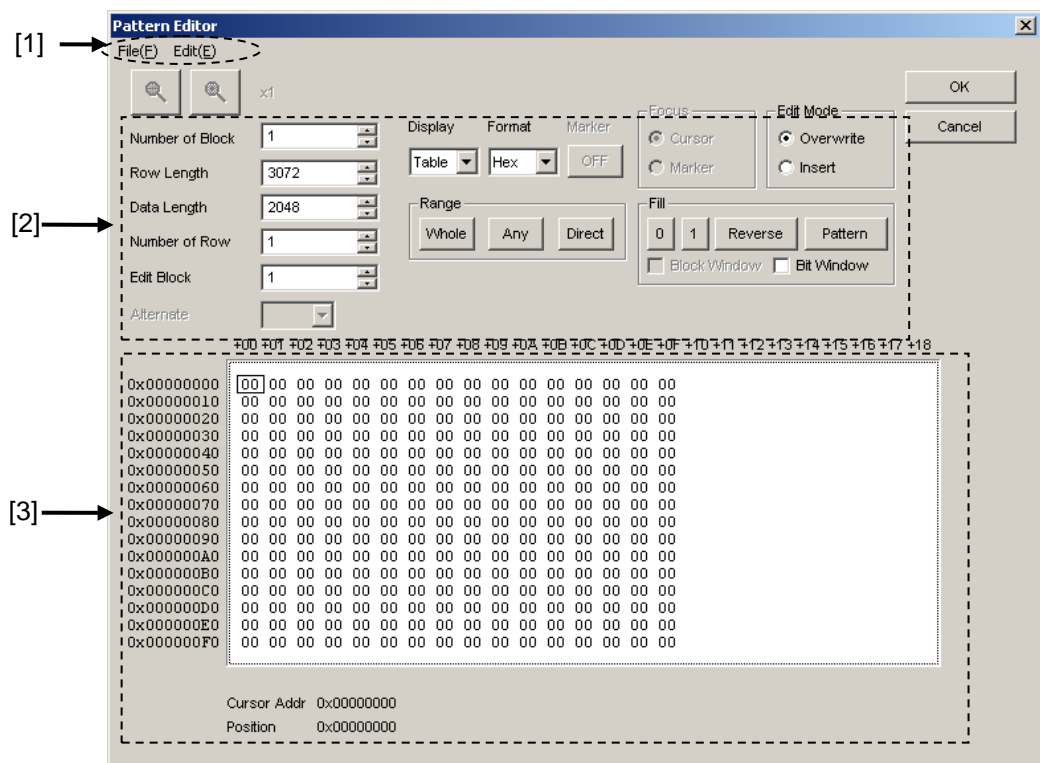 Pattern Editor
[1]
File(F) Edit(E)
x1
OK
Cancel
Number of Block 1
Display Format Marker
Focus
Edit Mode
Table Hex OFF
Cursor
Marker
Overwrite
Insert
Row Length 3072
[2]
Data Length 2048
Range
Whole Any Direct
Fill
0 1 Reverse Pattern
Number of Row 1
Block Window Bit Window
Edit Block 1
Alternate
+00 +01 +02 +03 +04 +05 +06 +07 +08 +09 +0A +0B +0C +0D +0E +0F +10 +11 +12 +13 +14 +15 +16 +17 +18
0x00000000 00 00 00 00 00 00 00 00 00 00 00 00 00 00 00 00
0x00000010 00 00 00 00 00 00 00 00 00 00 00 00 00 00 00 00
0x00000020 00 00 00 00 00 00 00 00 00 00 00 00 00 00 00 00
0x00000030 00 00 00 00 00 00 00 00 00 00 00 00 00 00 00 00
0x00000040 00 00 00 00 00 00 00 00 00 00 00 00 00 00 00 00
0x00000050 00 00 00 00 00 00 00 00 00 00 00 00 00 00 00 00
0x00000060 00 00 00 00 00 00 00 00 00 00 00 00 00 00 00 00
0x00000070 00 00 00 00 00 00 00 00 00 00 00 00 00 00 00 00
[3]
0x00000080 00 00 00 00 00 00 00 00 00 00 00 00 00 00 00 00
0x00000090 00 00 00 00 00 00 00 00 00 00 00 00 00 00 00 00
0x000000A0 00 00 00 00 00 00 00 00 00 00 00 00 00 00 00 00
0x000000B0 00 00 00 00 00 00 00 00 00 00 00 00 00 00 00 00
0x000000C0 00 00 00 00 00 00 00 00 00 00 00 00 00 00 00 00
0x000000D0 00 00 00 00 00 00 00 00 00 00 00 00 00 00 00 00
0x000000E0 00 00 00 00 00 00 00 00 00 00 00 00 00 00 00 00
0x000000F0 00 00 00 00 00 00 00 00 00 00 00 00 00 00 00 00
Cursor Addr 0x00000000
Position 0x00000000